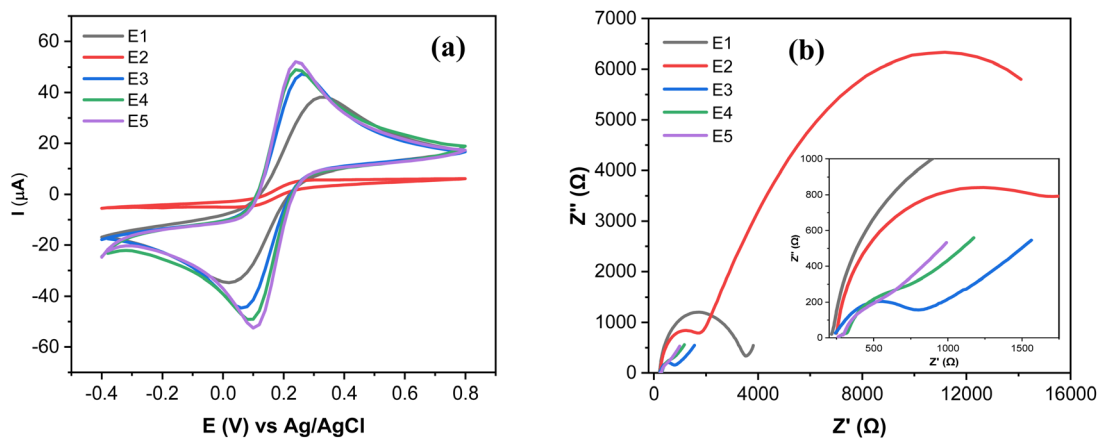 (a)
E1
E2
E3
E4
E5
60
40
20
0
-20
-40
-60
I (µA)
-0.4 -0.2 0.0 0.2 0.4 0.6 0.8
E (V) vs Ag/AgCl
(b)
E1
E2
E3
E4
E5
7000
6000
5000
4000
3000
2000
1000
0
Z'' (Ω)
0 4000 8000 12000 16000
Z' (Ω)
1000
800
600
400
200
0
Z'' (Ω)
500 1000 1500
Z' (Ω)